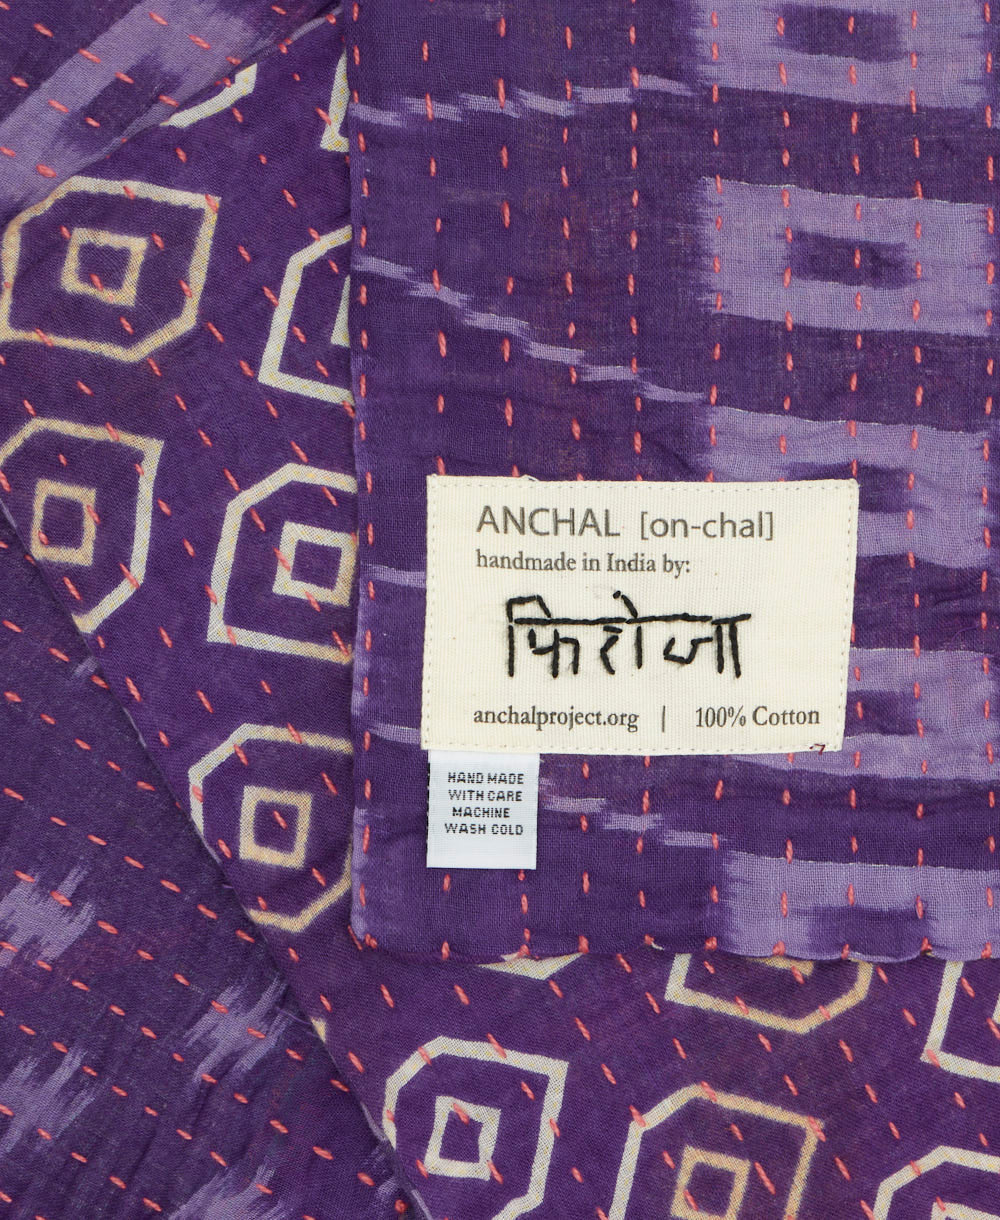 ANCHAL [on-chal]
handmade in India by:
फिरोजा
anchalproject.org | 100% Cotton
HAND MADE
WITH CARE
MACHINE
WASH COLD